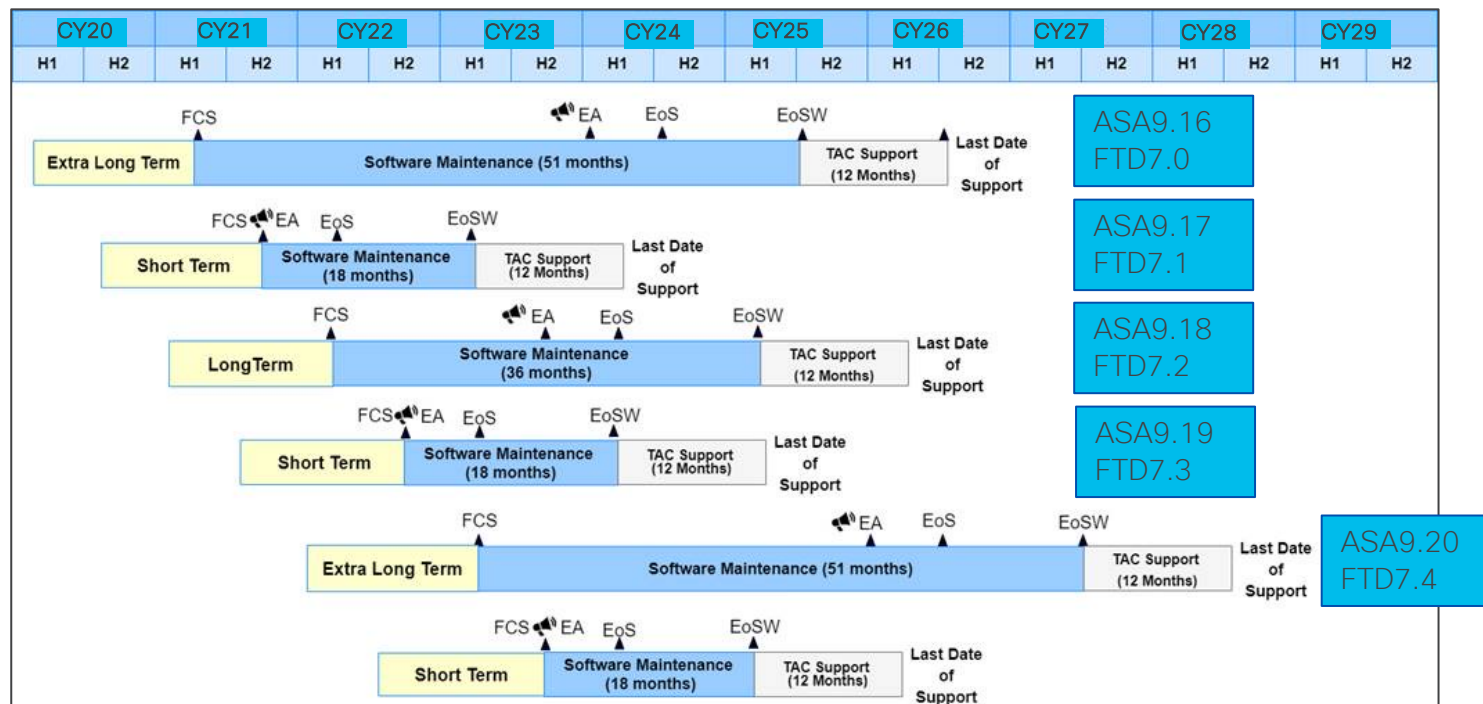 CY20 CY21 CY22 CY23 CY24 CY25 CY26 CY27 CY28 CY29
H1 H2 H1 H2 H1 H2 H1 H2 H1 H2 H1 H2 H1 H2 H1 H2 H1 H2 H1 H2
FCS EA EoS EoSW
Extra Long Term
Software Maintenance (51 months)
TAC Support
(12 Months)
Last Date
of
Support
ASA9.16
FTD7.0
FCS EA EoS EoSW
Short Term
Software Maintenance
(18 months)
TAC Support
(12 Months)
Last Date
of
Support
ASA9.17
FTD7.1
FCS EA EoS EoSW
LongTerm
Software Maintenance
(36 months)
TAC Support
(12 Months)
Last Date
of
Support
ASA9.18
FTD7.2
FCS EA EoS EoSW
Short Term
Software Maintenance
(18 months)
TAC Support
(12 Months)
Last Date
of
Support
ASA9.19
FTD7.3
FCS EA EoS EoSW
Extra Long Term
Software Maintenance (51 months)
TAC Support
(12 Months)
Last Date
of
Support
ASA9.20
FTD7.4
FCS EA EoS EoSW
Short Term
Software Maintenance
(18 months)
TAC Support
(12 Months)
Last Date
of
Support